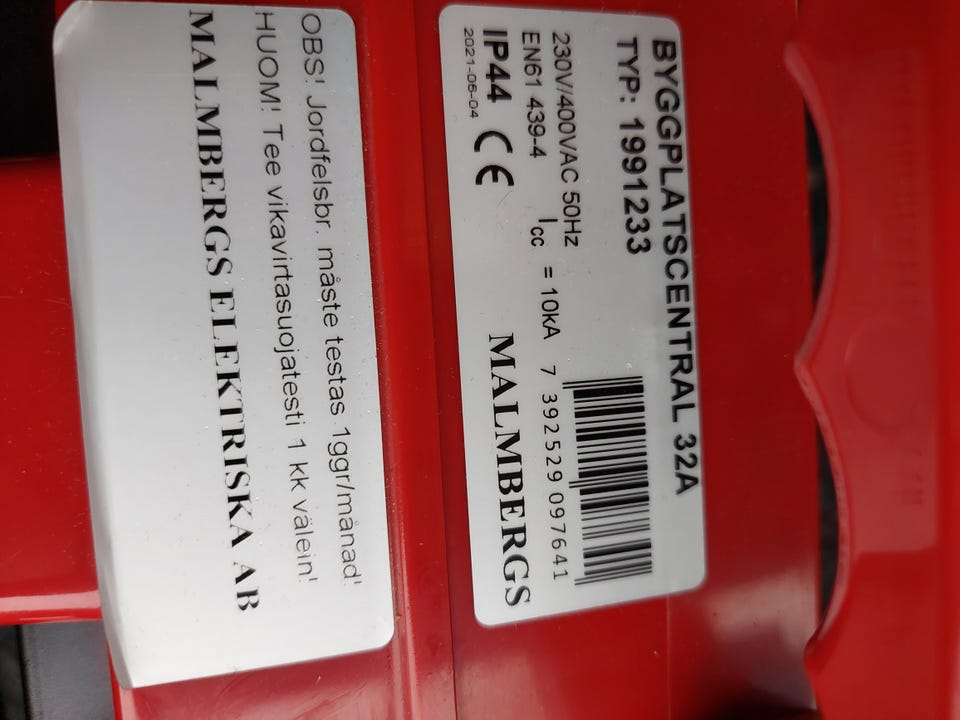 BYGGPLATSCENTRAL 32A
TYP: 1991233
230V/400VAC 50Hz
EN61 439-4 Icc = 10kA
7 392529 097641
IP44 CE MALMBERGS
2021-06-04
OBS! Jordfelsbr. måste testas 1ggr/månad!
HUOM! Tee vikavirtasuojatesti 1 kk välein!
MALMBERGS ELEKTRISKA AB